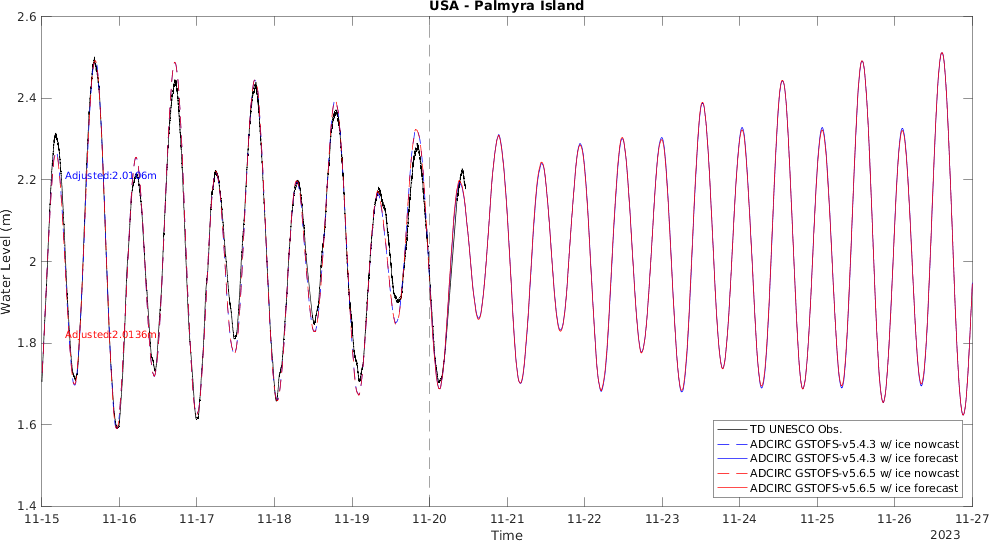 USA - Palmyra Island
2.6
2.4
2.2
2
1.8
1.6
1.4
Water Level (m)
Adjusted:2.0106m
Adjusted:2.0136m
TD UNESCO Obs.
ADCIRC GSTOFS-v5.4.3 w/ ice nowcast
ADCIRC GSTOFS-v5.4.3 w/ ice forecast
ADCIRC GSTOFS-v5.6.5 w/ ice nowcast
ADCIRC GSTOFS-v5.6.5 w/ ice forecast
11-15 11-16 11-17 11-18 11-19 11-20 11-21 11-22 11-23 11-24 11-25 11-26 11-27
Time
2023